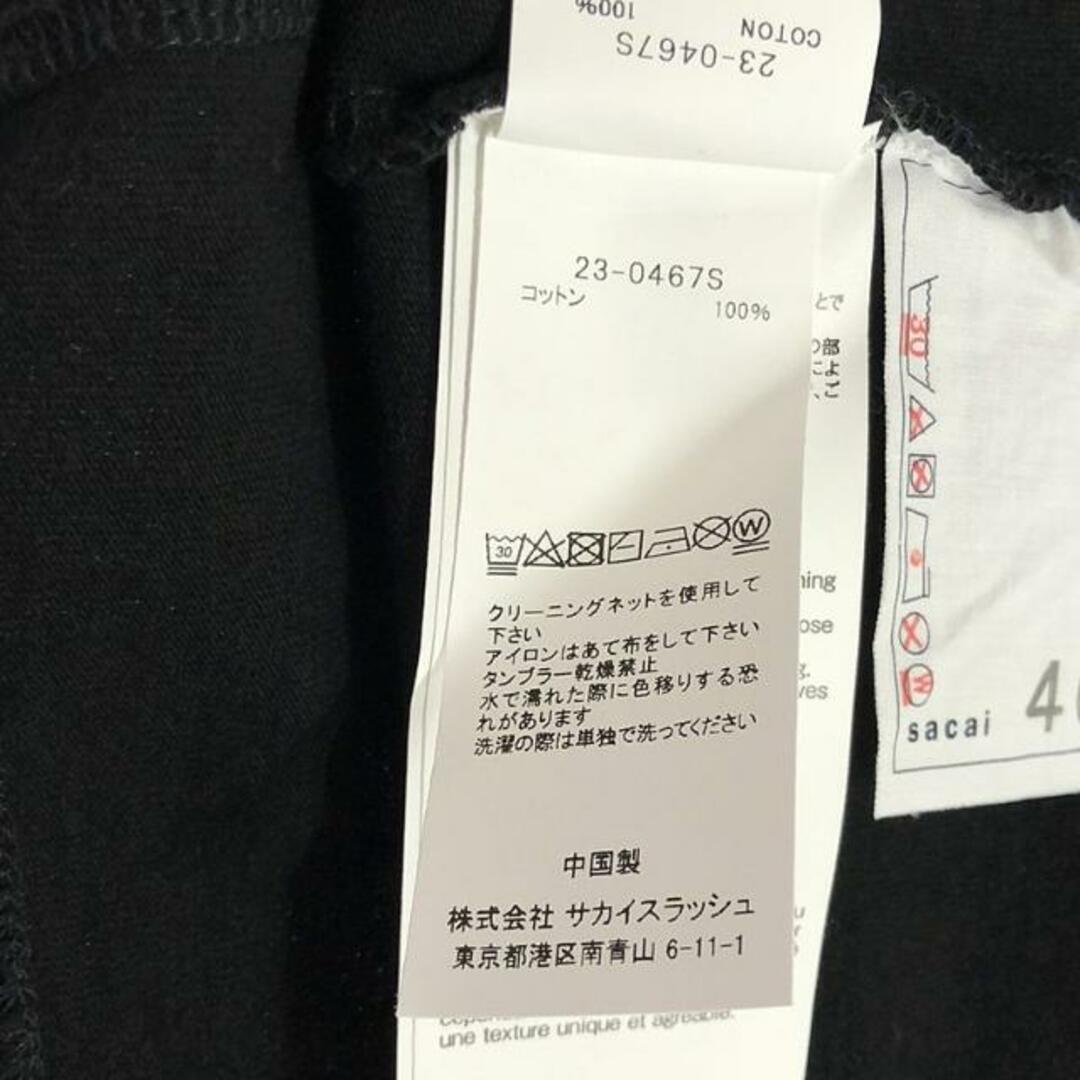 100%
COTON
23-0467S
23-0467S
コットン
100%
とで
の部
によ
、ご
30
30
W
クリーニングネットを使用して
下さい
アイロンはあて布をして下さい
タンブラー乾燥禁止
水で濡れた際に色移りする恐
れがあります
洗濯の際は単独で洗ってください
中国製
株式会社 サカイスラッシュ
東京都港区南青山 6-11-1
une texture unique et agréable.
W
sacai
4